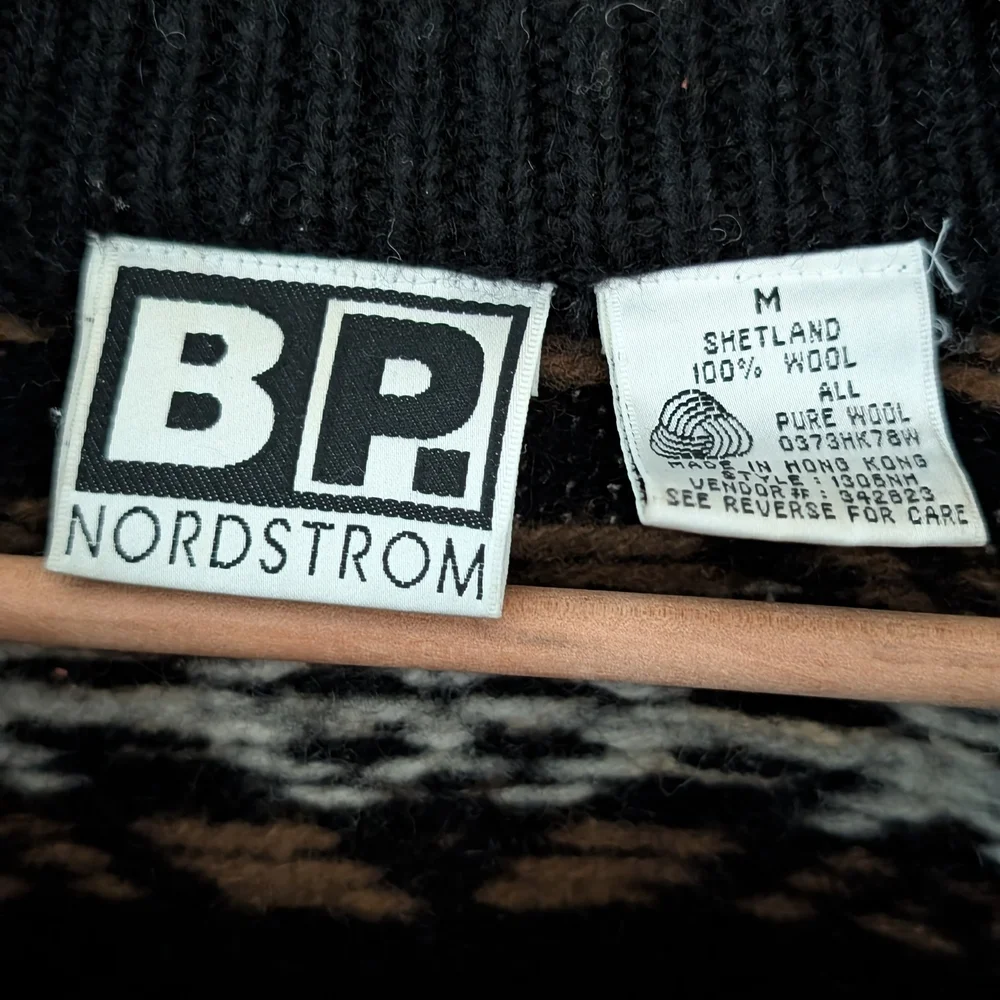 BP.
NORDSTROM
M
SHETLAND
100% WOOL
ALL
PURE WOOL
0373HK78W
MADE IN HONG KONG
STYLE: 1306NH
VENDOR#: 342823
SEE REVERSE FOR CARE